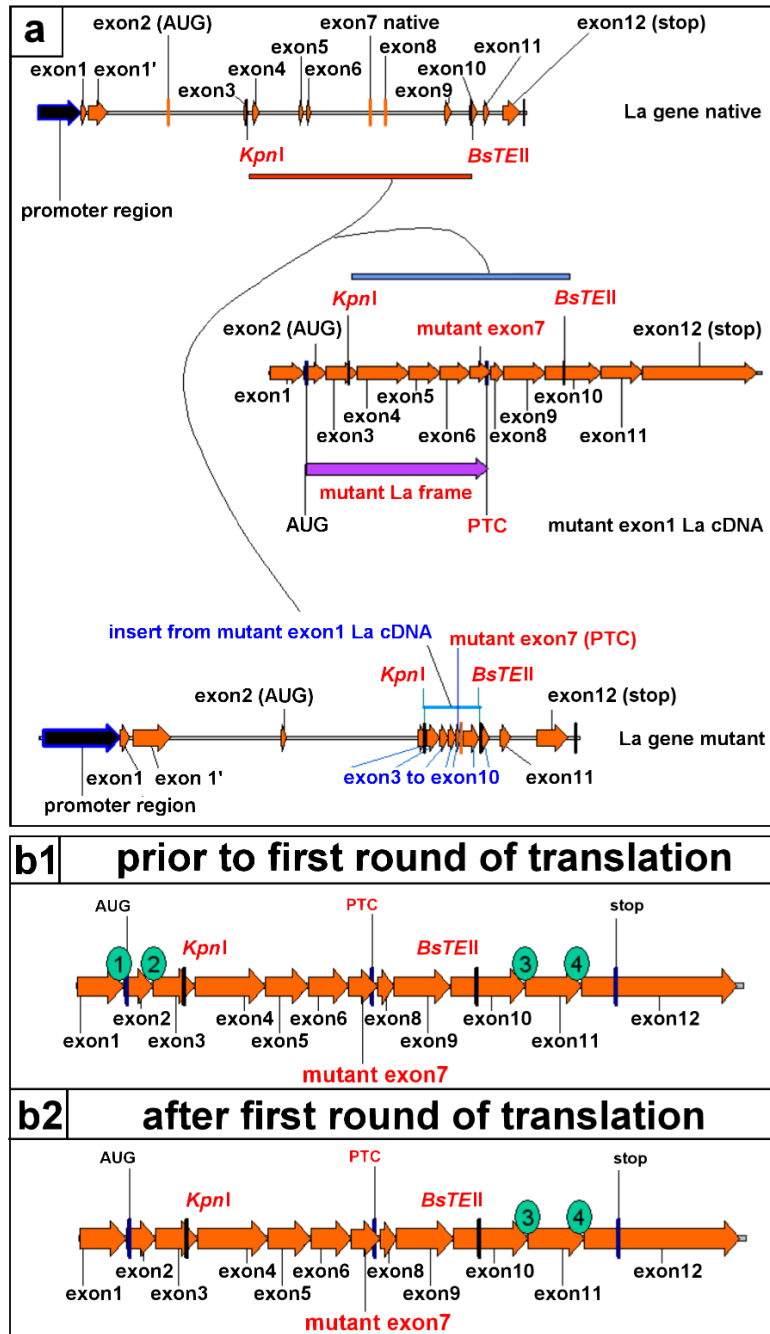 a
exon2 (AUG)
exon7 native
exon12 (stop)
exon5
exon8
exon11
exon1
exon1'
exon4
exon6
exon10
exon3
exon9
La gene native
KpnI
BsTEII
promoter region
KpnI
BsTEII
exon2 (AUG)
mutant exon7
exon12 (stop)
exon1
exon5
exon10
exon4
exon9
exon3
exon6
exon8
exon11
mutant La frame
AUG
PTC
mutant exon1 La cDNA
insert from mutant exon1 La cDNA
mutant exon7 (PTC)
KpnI
BsTEII
exon2 (AUG)
exon12 (stop)
La gene mutant
exon1
exon 1'
exon3 to exon10
exon11
promoter region
b1
prior to first round of translation
AUG
PTC
stop
KpnI
BsTEII
1
2
3
4
exon2
exon4
exon6
exon8
exon10
exon12
exon1
exon3
exon5
exon9
exon11
mutant exon7
b2
after first round of translation
AUG
PTC
stop
KpnI
BsTEII
3
4
exon2
exon4
exon6
exon8
exon10
exon12
exon1
exon3
exon5
exon9
exon11
mutant exon7